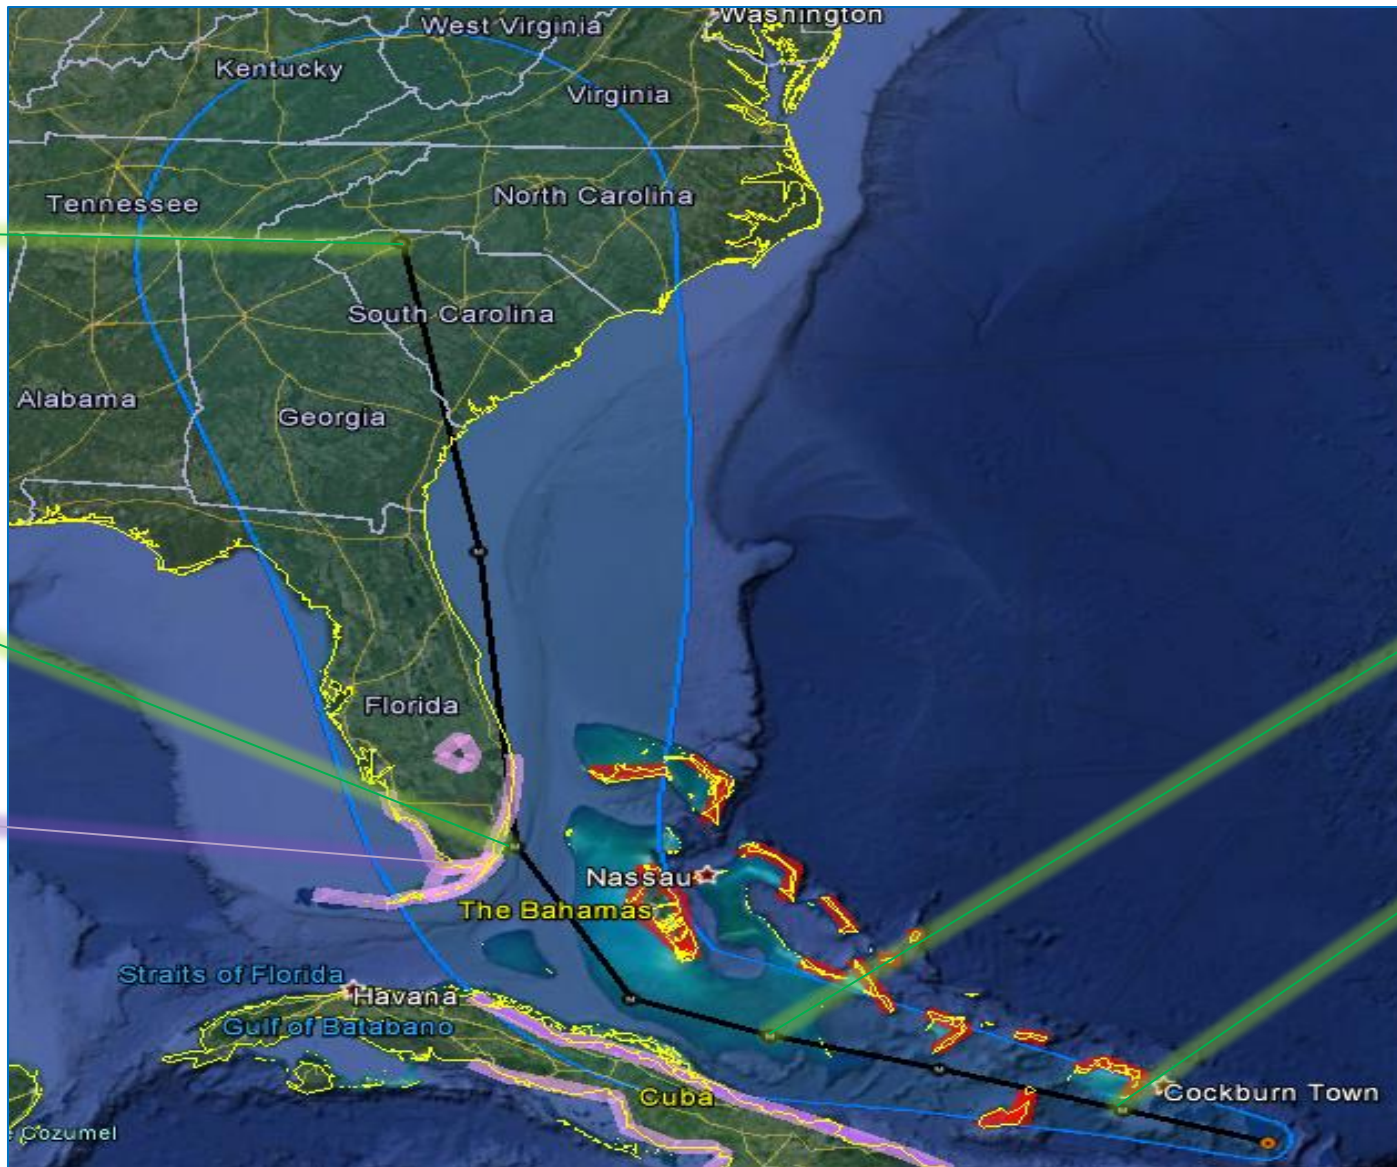 Washington
West Virginia
Kentucky
Virginia
Tennessee
North Carolina
South Carolina
Alabama
Georgia
Florida
Nassau
The Bahamas
Straits of Florida
Havana
Gulf of Batabano
Cuba
Cockburn Town
Cozumel